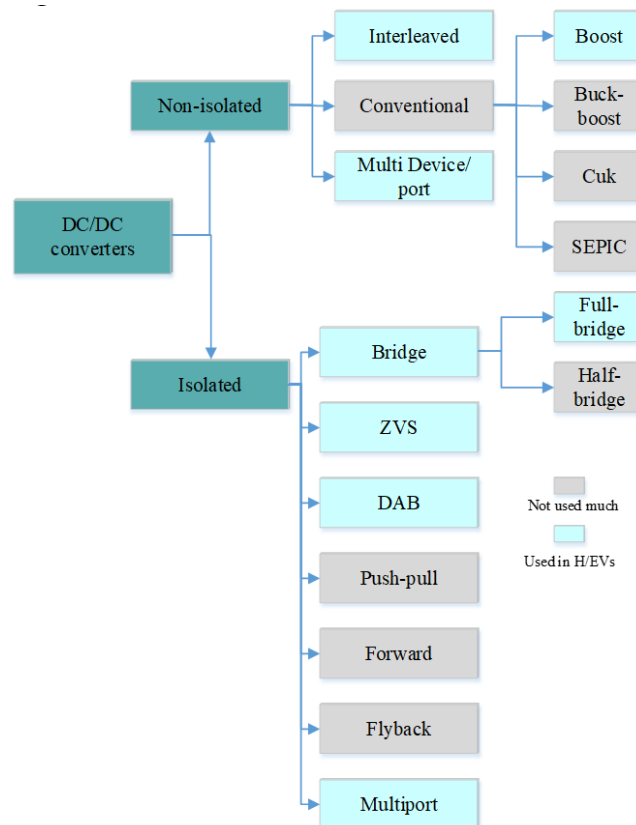 Interleaved
Boost
Non-isolated
Conventional
Buck-
boost
Multi Device/
port
Cuk
DC/DC
converters
SEPIC
Full-
bridge
Bridge
Isolated
Half-
bridge
ZVS
DAB
Not used much
Used in H/EVs
Push-pull
Forward
Flyback
Multiport